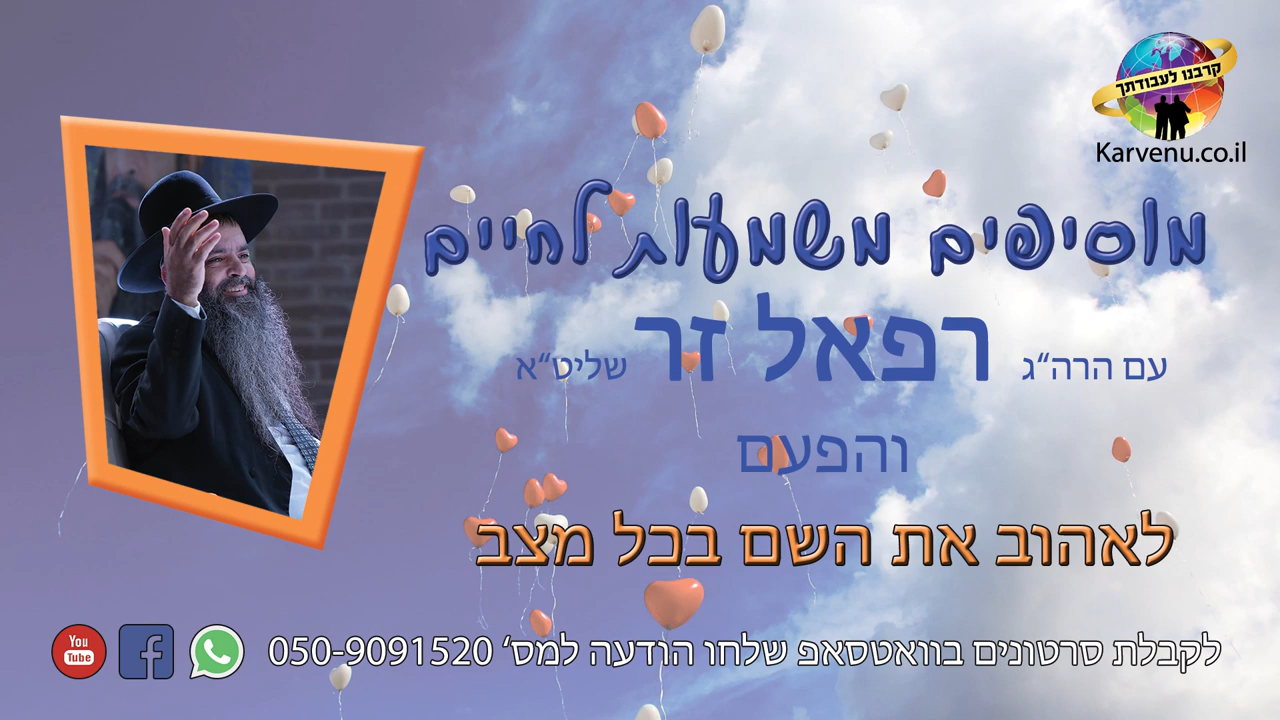 קרבנו לעבודתך
Karvenu.co.il
מוסיפים משמעות לחיים
עם הרה״ג רפאל זר שליט״א
והפעם
לאהוב את השם בכל מצב
לקבלת סרטונים בוואטסאפ שלחו הודעה למס׳ 050-9091520
You
Tube